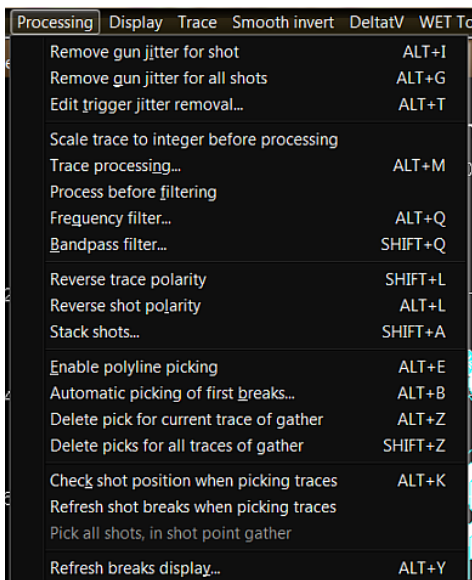 Processing Display Trace Smooth invert DeltatV WET To
Remove gun jitter for shot ALT+I
Remove gun jitter for all shots ALT+G
Edit trigger jitter removal... ALT+T
Scale trace to integer before processing
Trace processing... ALT+M
Process before filtering
Frequency filter... ALT+Q
Bandpass filter... SHIFT+Q
Reverse trace polarity SHIFT+L
Reverse shot polarity ALT+L
Stack shots... SHIFT+A
Enable polyline picking ALT+E
Automatic picking of first breaks... ALT+B
Delete pick for current trace of gather ALT+Z
Delete picks for all traces of gather SHIFT+Z
Check shot position when picking traces ALT+K
Refresh shot breaks when picking traces
Pick all shots, in shot point gather
Refresh breaks display... ALT+Y